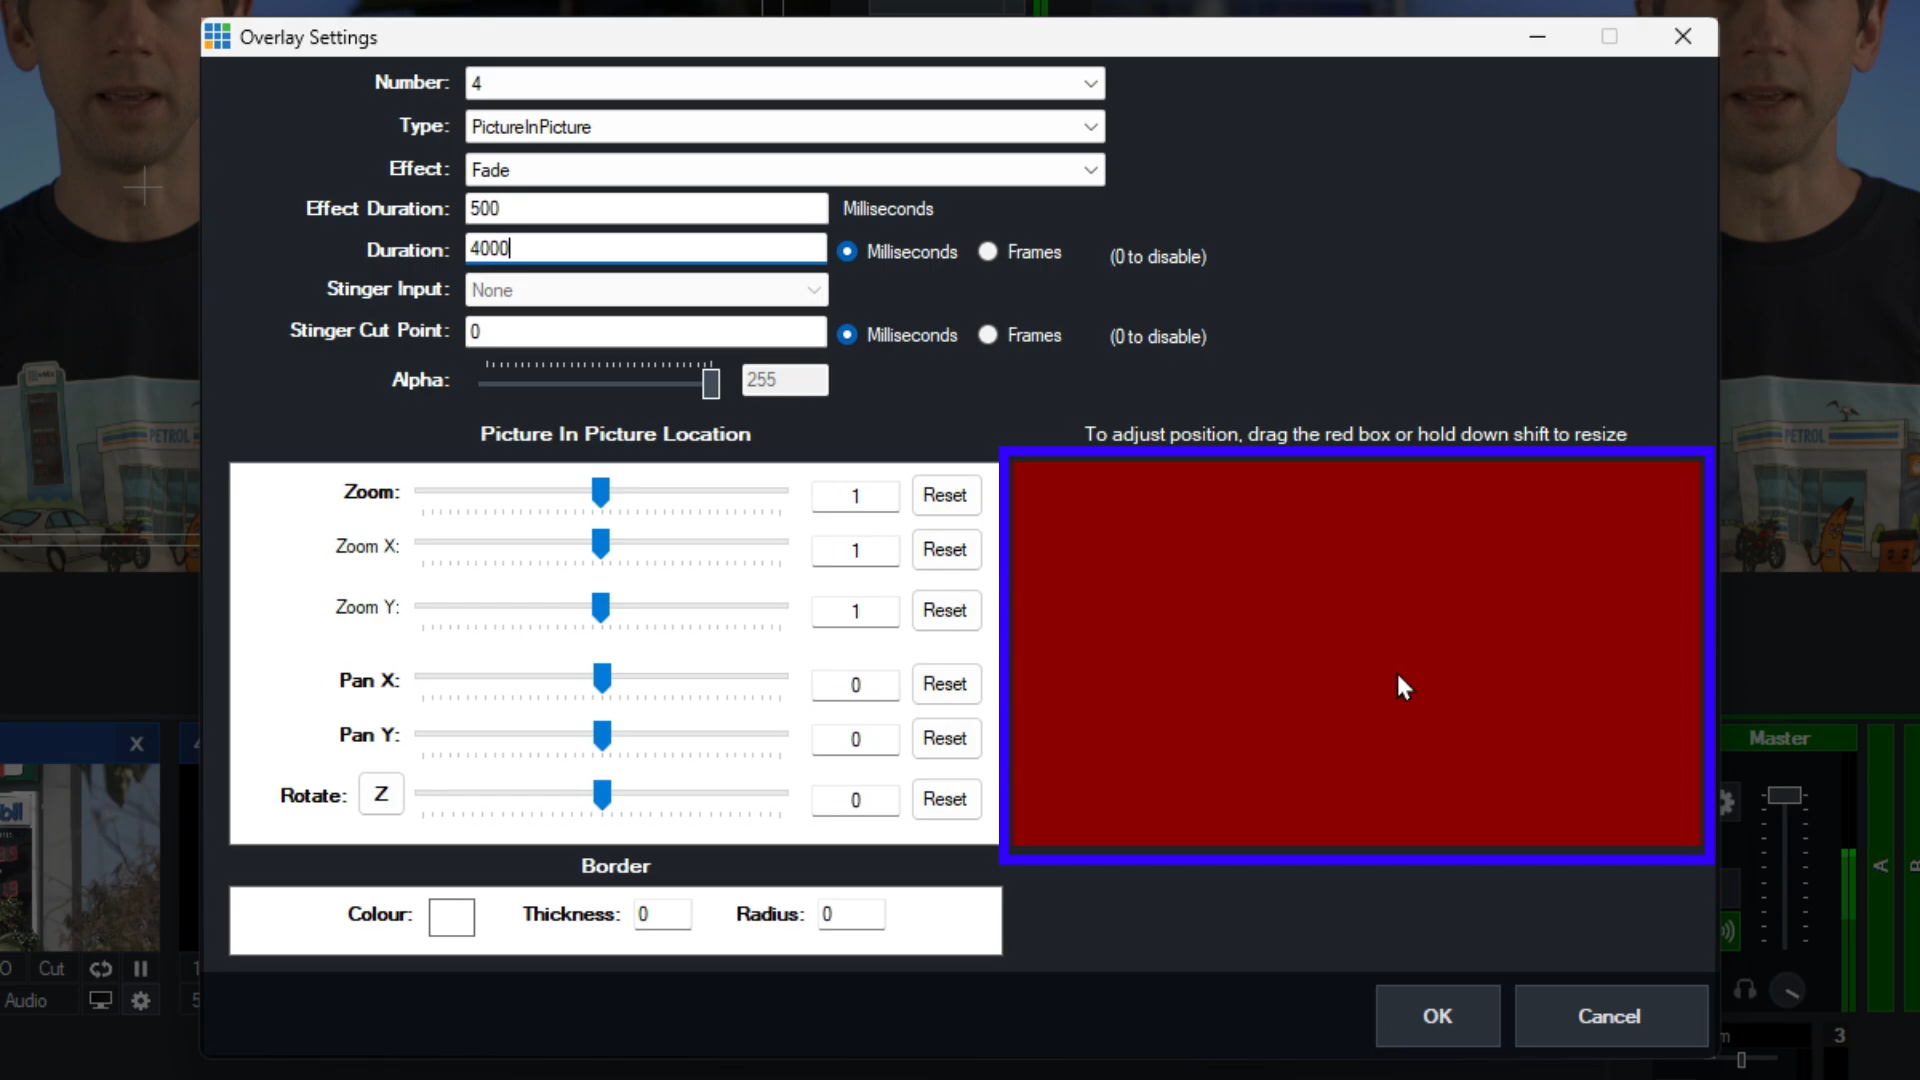 Overlay Settings
Number: 4
Type: PictureInPicture
Effect: Fade
Effect Duration: 500 Milliseconds
Duration: 4000 Milliseconds Frames (0 to disable)
Stinger Input: None
Stinger Cut Point: 0 Milliseconds Frames (0 to disable)
Alpha: 255
Picture In Picture Location
To adjust position, drag the red box or hold down shift to resize
Zoom: 1 Reset
Zoom X: 1 Reset
Zoom Y: 1 Reset
Pan X: 0 Reset
Pan Y: 0 Reset
Rotate: Z 0 Reset
Border
Colour: Thickness: 0 Radius: 0
OK Cancel
PETROL
PETROL
X
Master
A
Cut
Audio
3